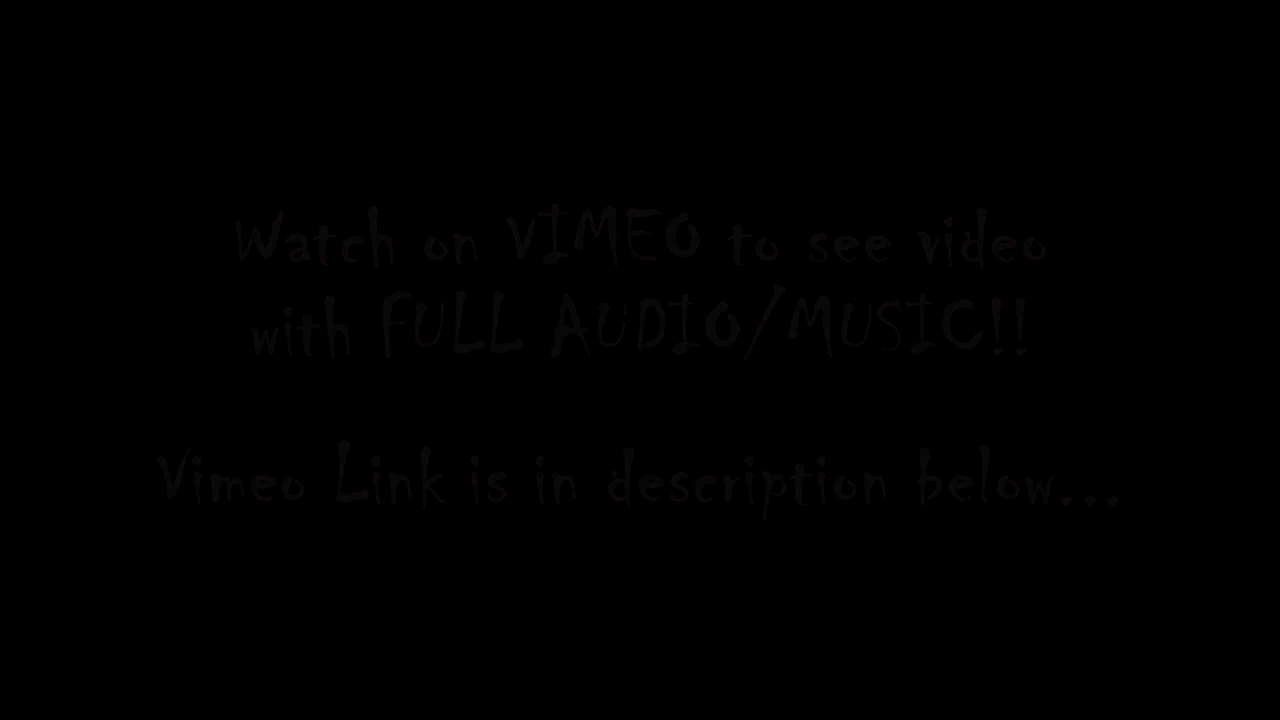 Watch on VIMEO to see video
with FULL AUDIO/MUSIC!!
Vimeo Link is in description below...